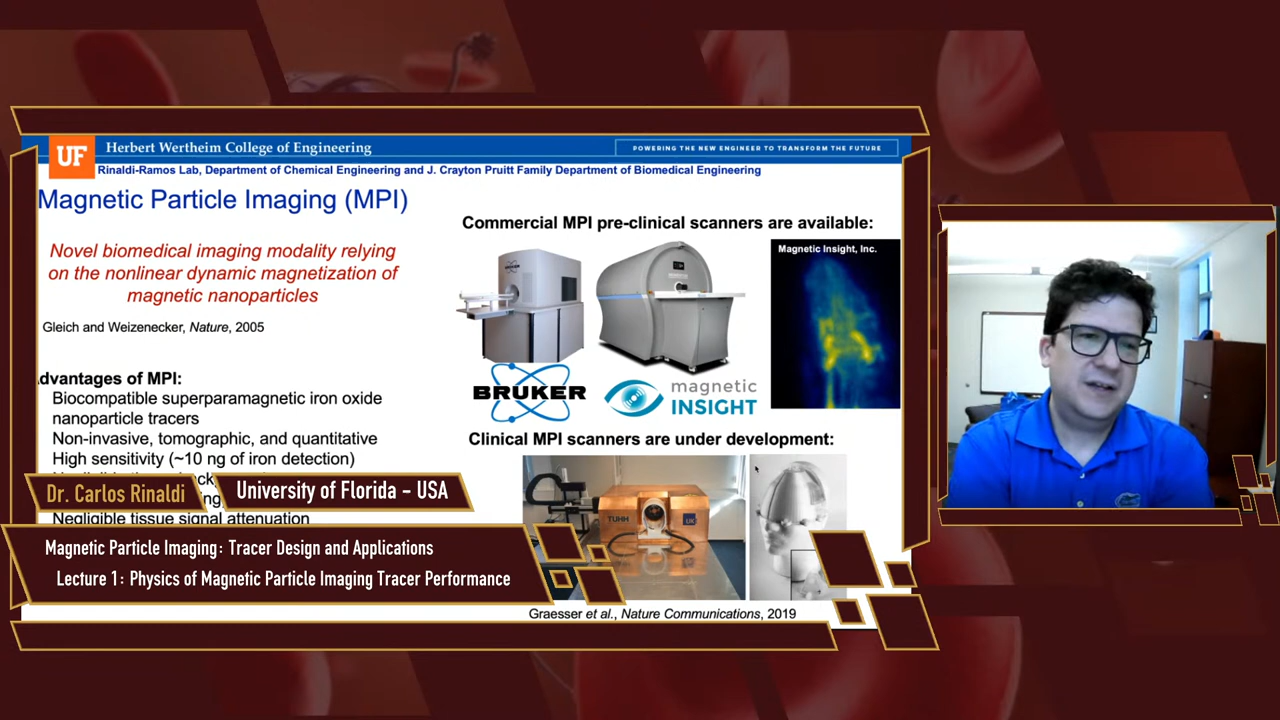 UF
Herbert Wertheim College of Engineering
POWERING THE NEW ENGINEER TO TRANSFORM THE FUTURE
Rinaldi-Ramos Lab, Department of Chemical Engineering and J. Crayton Pruitt Family Department of Biomedical Engineering
Magnetic Particle Imaging (MPI)
Novel biomedical imaging modality relying
on the nonlinear dynamic magnetization of
magnetic nanoparticles
Gleich and Weizenecker, Nature, 2005
dvantages of MPI:
Biocompatible superparamagnetic iron oxide
nanoparticle tracers
Non-invasive, tomographic, and quantitative
High sensitivity (~10 ng of iron detection)
Negligible tissue signal attenuation
Commercial MPI pre-clinical scanners are available:
BRUKER
Magnetic Insight, Inc.
BRUKER
magnetic
INSIGHT
Clinical MPI scanners are under development:
TUHH
UKE
Graesser et al., Nature Communications, 2019
Dr. Carlos Rinaldi
University of Florida - USA
Magnetic Particle Imaging: Tracer Design and Applications
Lecture 1: Physics of Magnetic Particle Imaging Tracer Performance